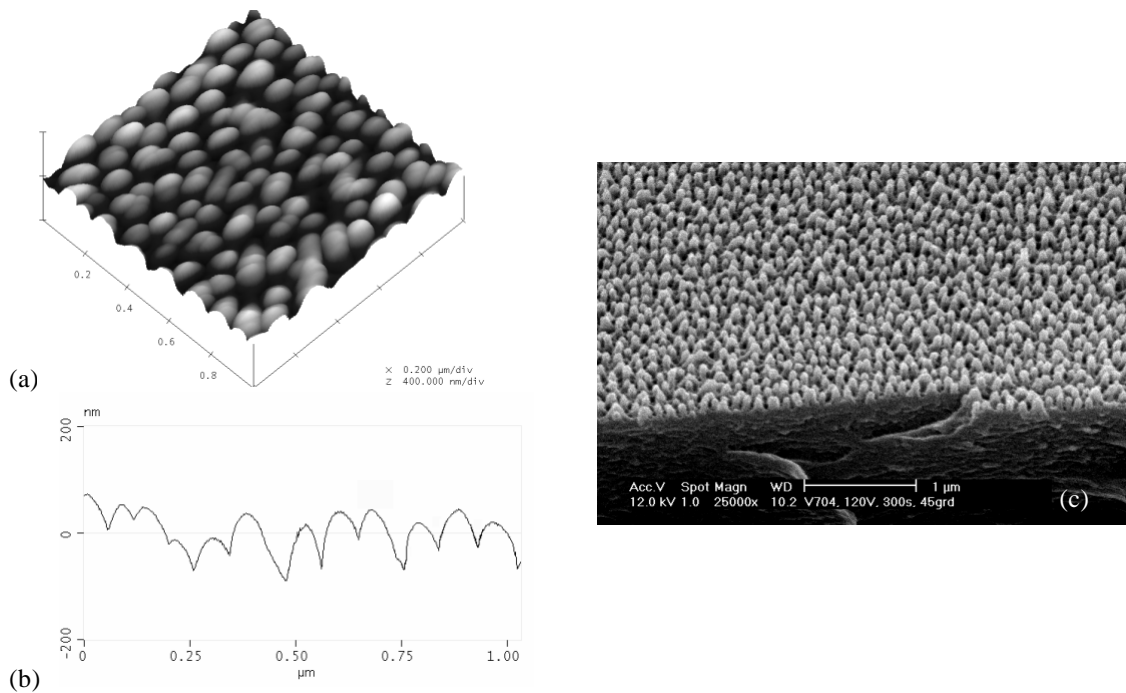 0.2
0.4
0.6
0.8
X 0.200 µm/div
Z 400.000 nm/div
(a)
nm
200
0
-200
0 0.25 0.50 0.75 1.00
µm
(b)
Acc.V Spot Magn WD 1 µm
12.0 kV 1.0 25000x 10.2 V704, 120V, 300s, 45grd
(c)